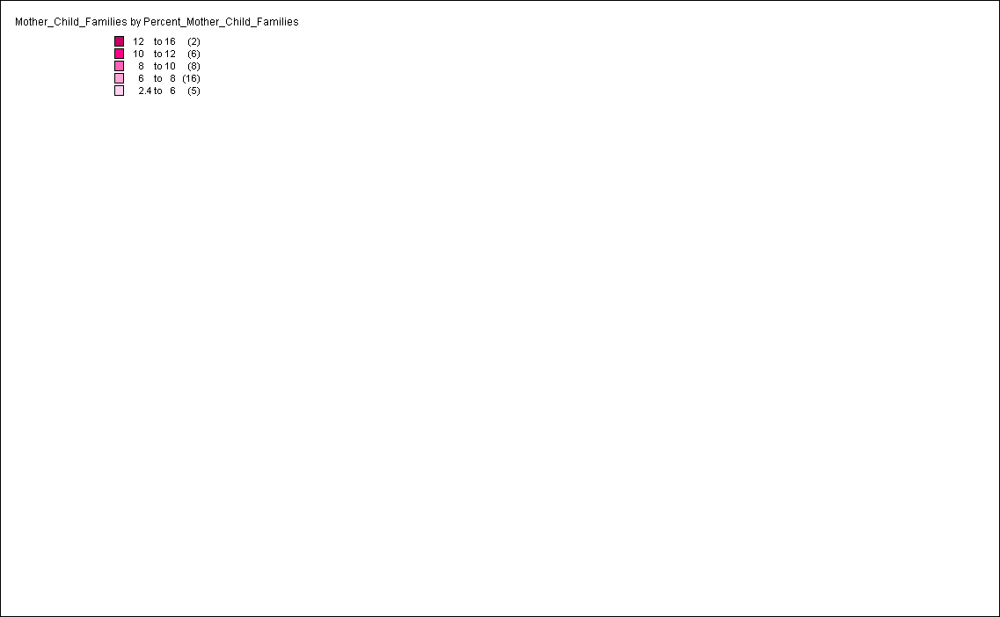 Mother_Child_Families by Percent_Mother_Child_Families
12 to 16 (2)
10 to 12 (6)
8 to 10 (8)
6 to 8 (16)
2.4 to 6 (5)